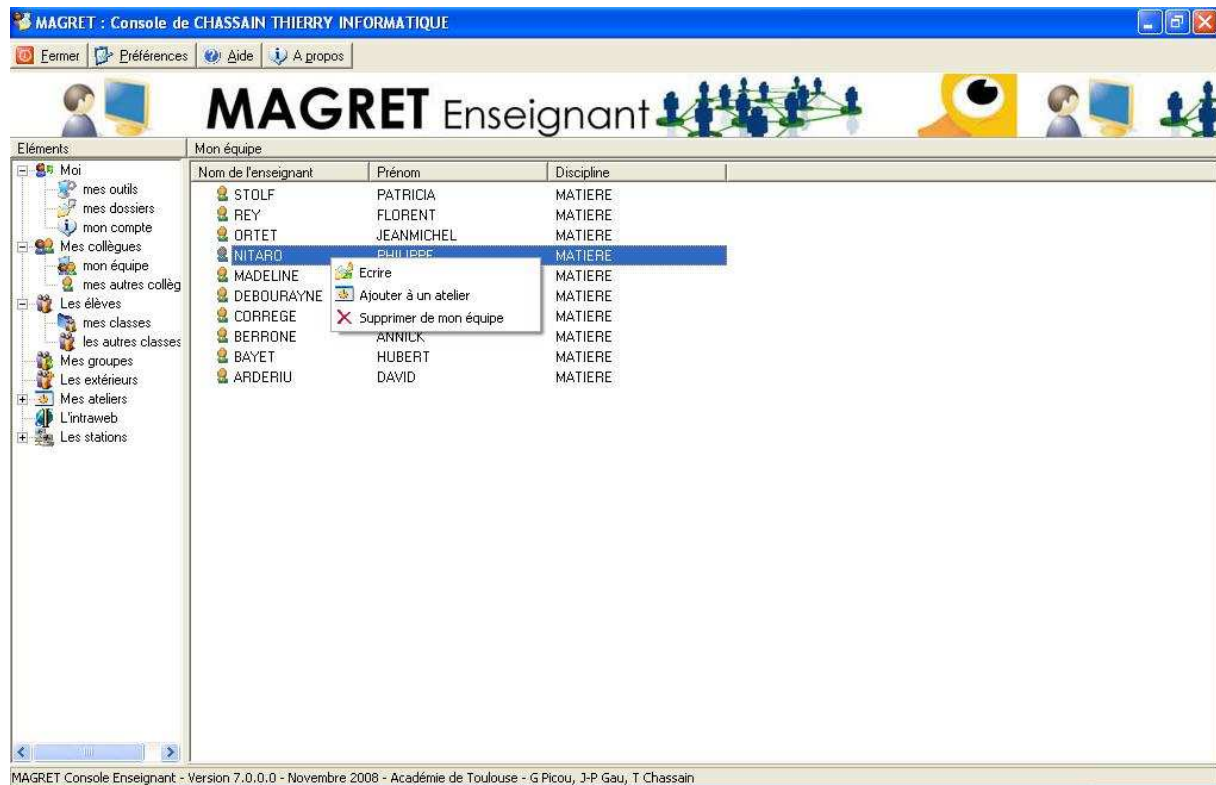 MAGRET : Console de CHASSAIN THIERRY INFORMATIQUE
Fermer Préférences Aide A propos
MAGRET Enseignant
Eléments Mon équipe
Moi
mes outils
mes dossiers
mon compte
Mes collègues
mon équipe
mes autres collèg
Les élèves
mes classes
les autres classes
Mes groupes
Les extérieurs
Mes ateliers
L'intraweb
Les stations
Nom de l'enseignant Prénom Discipline
STOLF PATRICIA MATIERE
REY FLORENT MATIERE
ORTET JEANMICHEL MATIERE
NITARO PHILIPPE MATIERE
MADELINE MATIERE
DEBOURAYNE MATIERE
CORREGE MATIERE
BERRONE ANNICK MATIERE
BAYET HUBERT MATIERE
ARDERIU DAVID MATIERE
Ecrire
Ajouter à un atelier
Supprimer de mon équipe
MAGRET Console Enseignant - Version 7.0.0.0 - Novembre 2008 - Académie de Toulouse - G Picou, J-P Gau, T Chassain